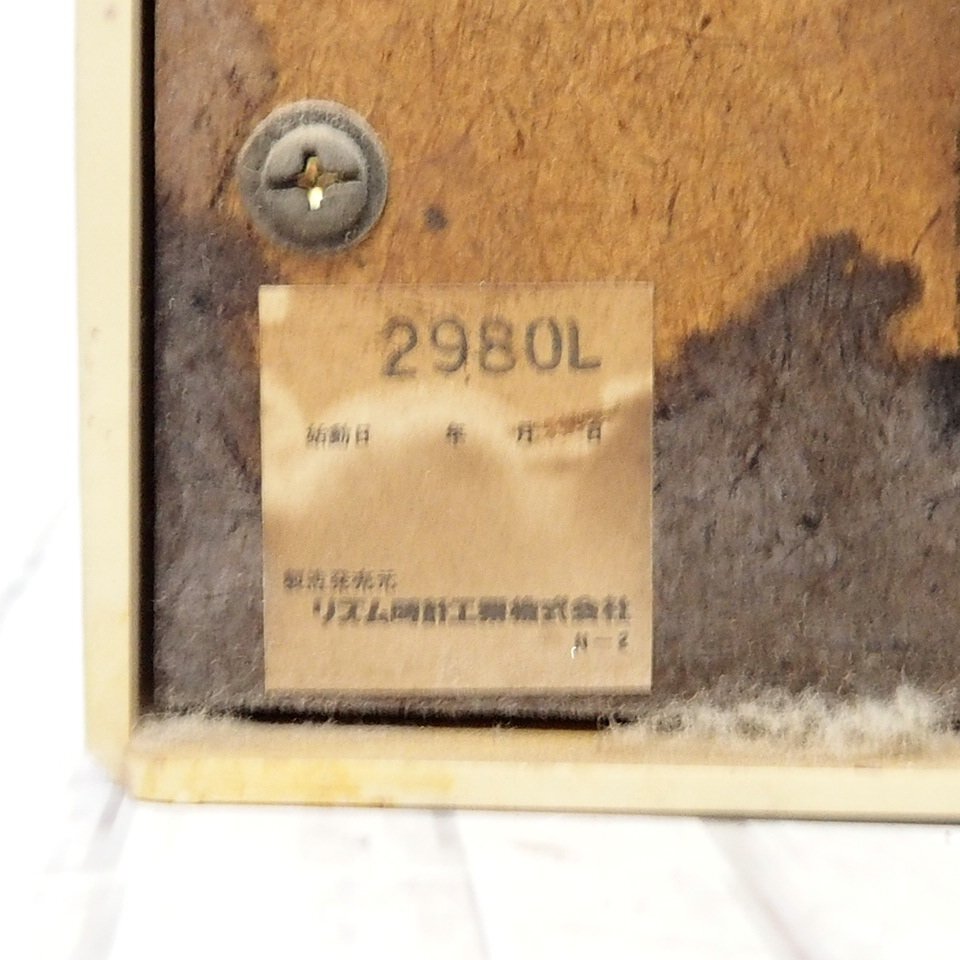 2980L
始動日 年 月 日
製造発売元
リズム時計工業株式会社